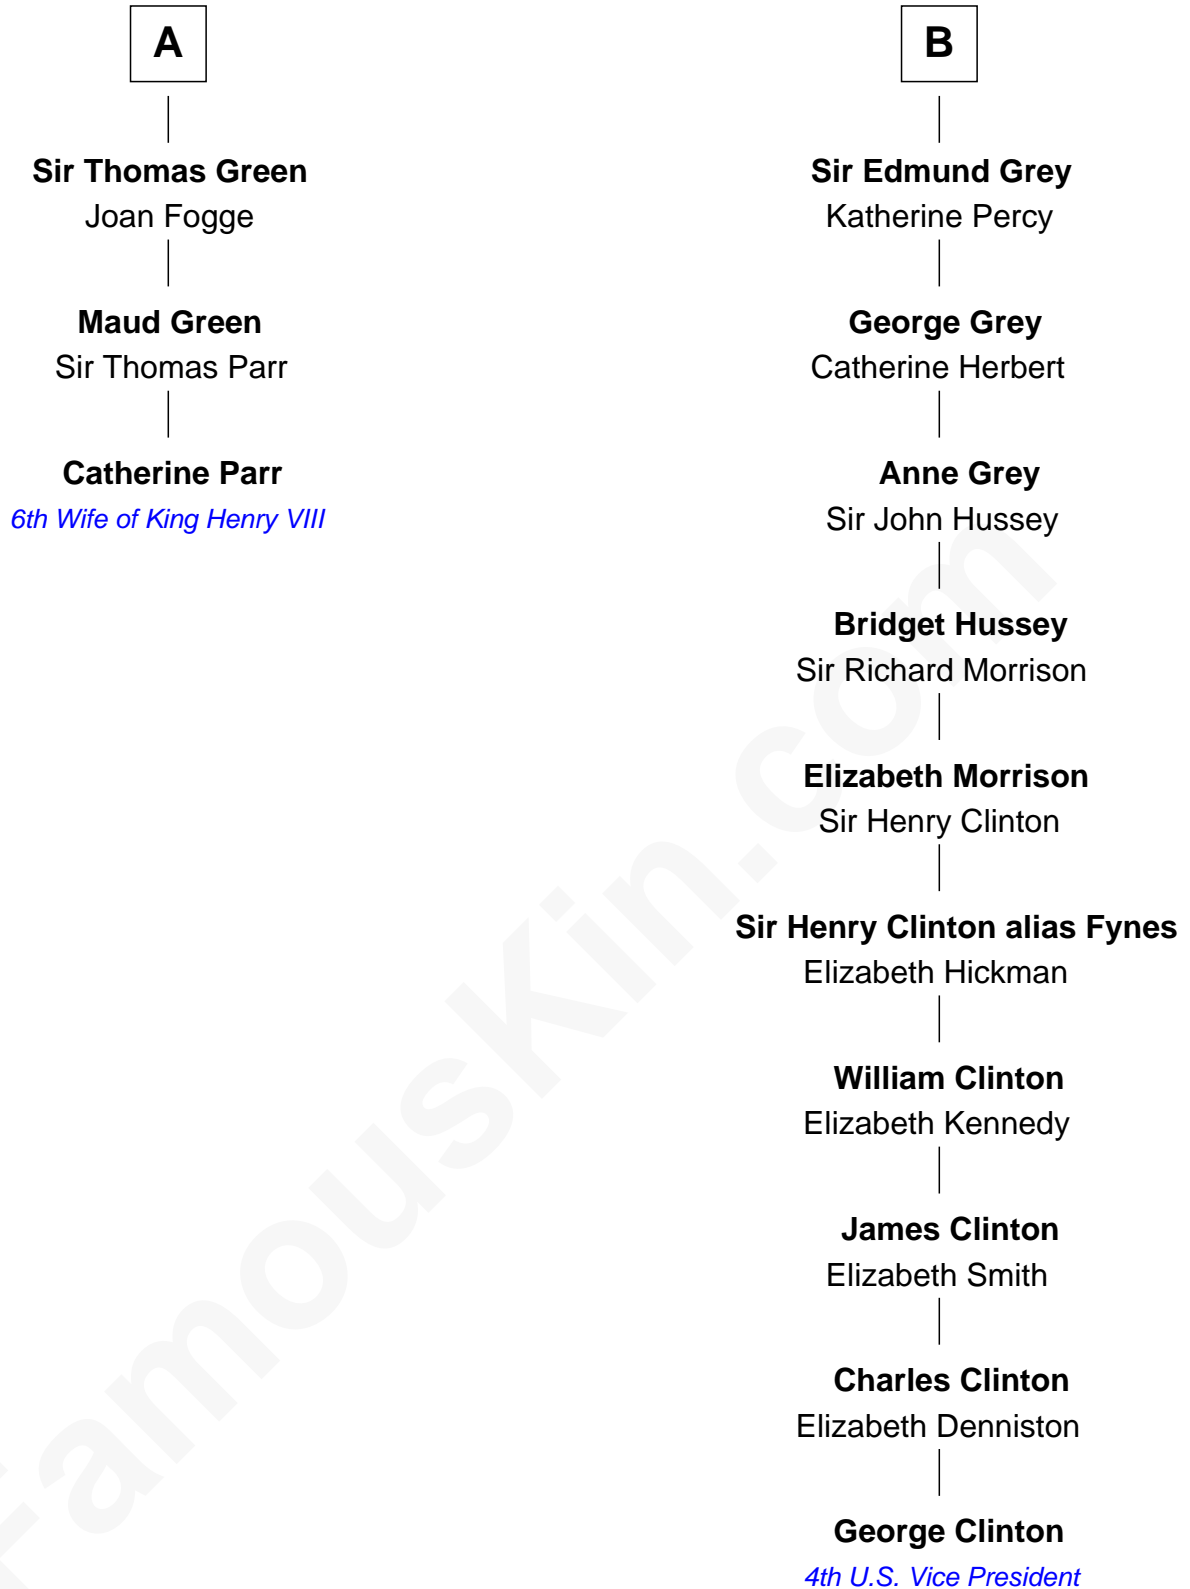 A
Sir Thomas Green
Joan Fogge
Maud Green
Sir Thomas Parr
Catherine Parr
6th Wife of King Henry VIII
B
Sir Edmund Grey
Katherine Percy
George Grey
Catherine Herbert
Anne Grey
Sir John Hussey
Bridget Hussey
Sir Richard Morrison
Elizabeth Morrison
Sir Henry Clinton
Sir Henry Clinton alias Fynes
Elizabeth Hickman
William Clinton
Elizabeth Kennedy
James Clinton
Elizabeth Smith
Charles Clinton
Elizabeth Denniston
George Clinton
4th U.S. Vice President
FamousKin.com